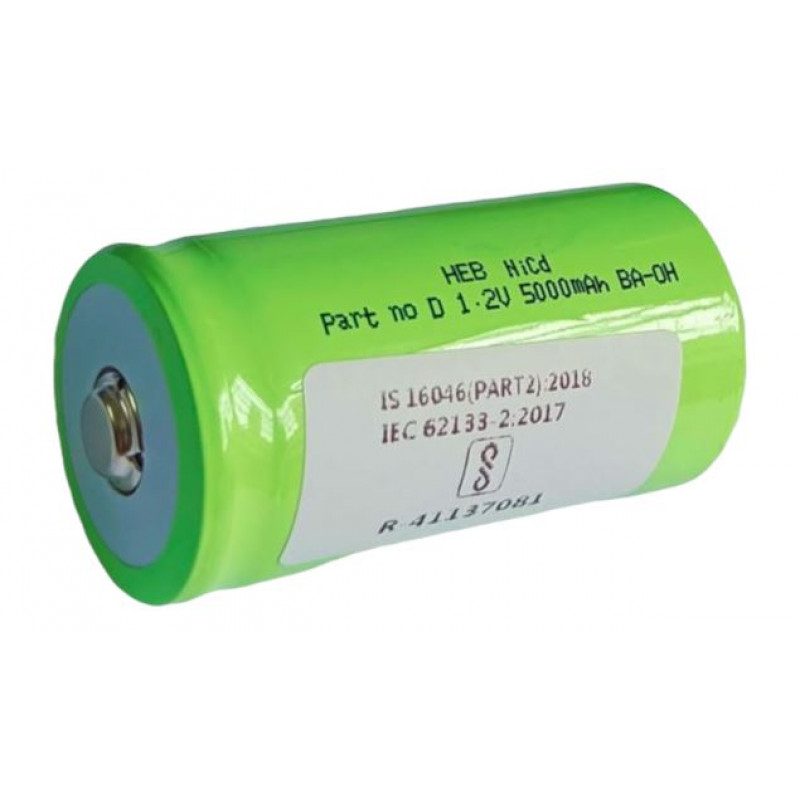 HEB NiCd
Part no D 1.2V 5000mAh BA-OH
IS 16046(PART2):2018
IEC 62133-2:2017
R-41137081